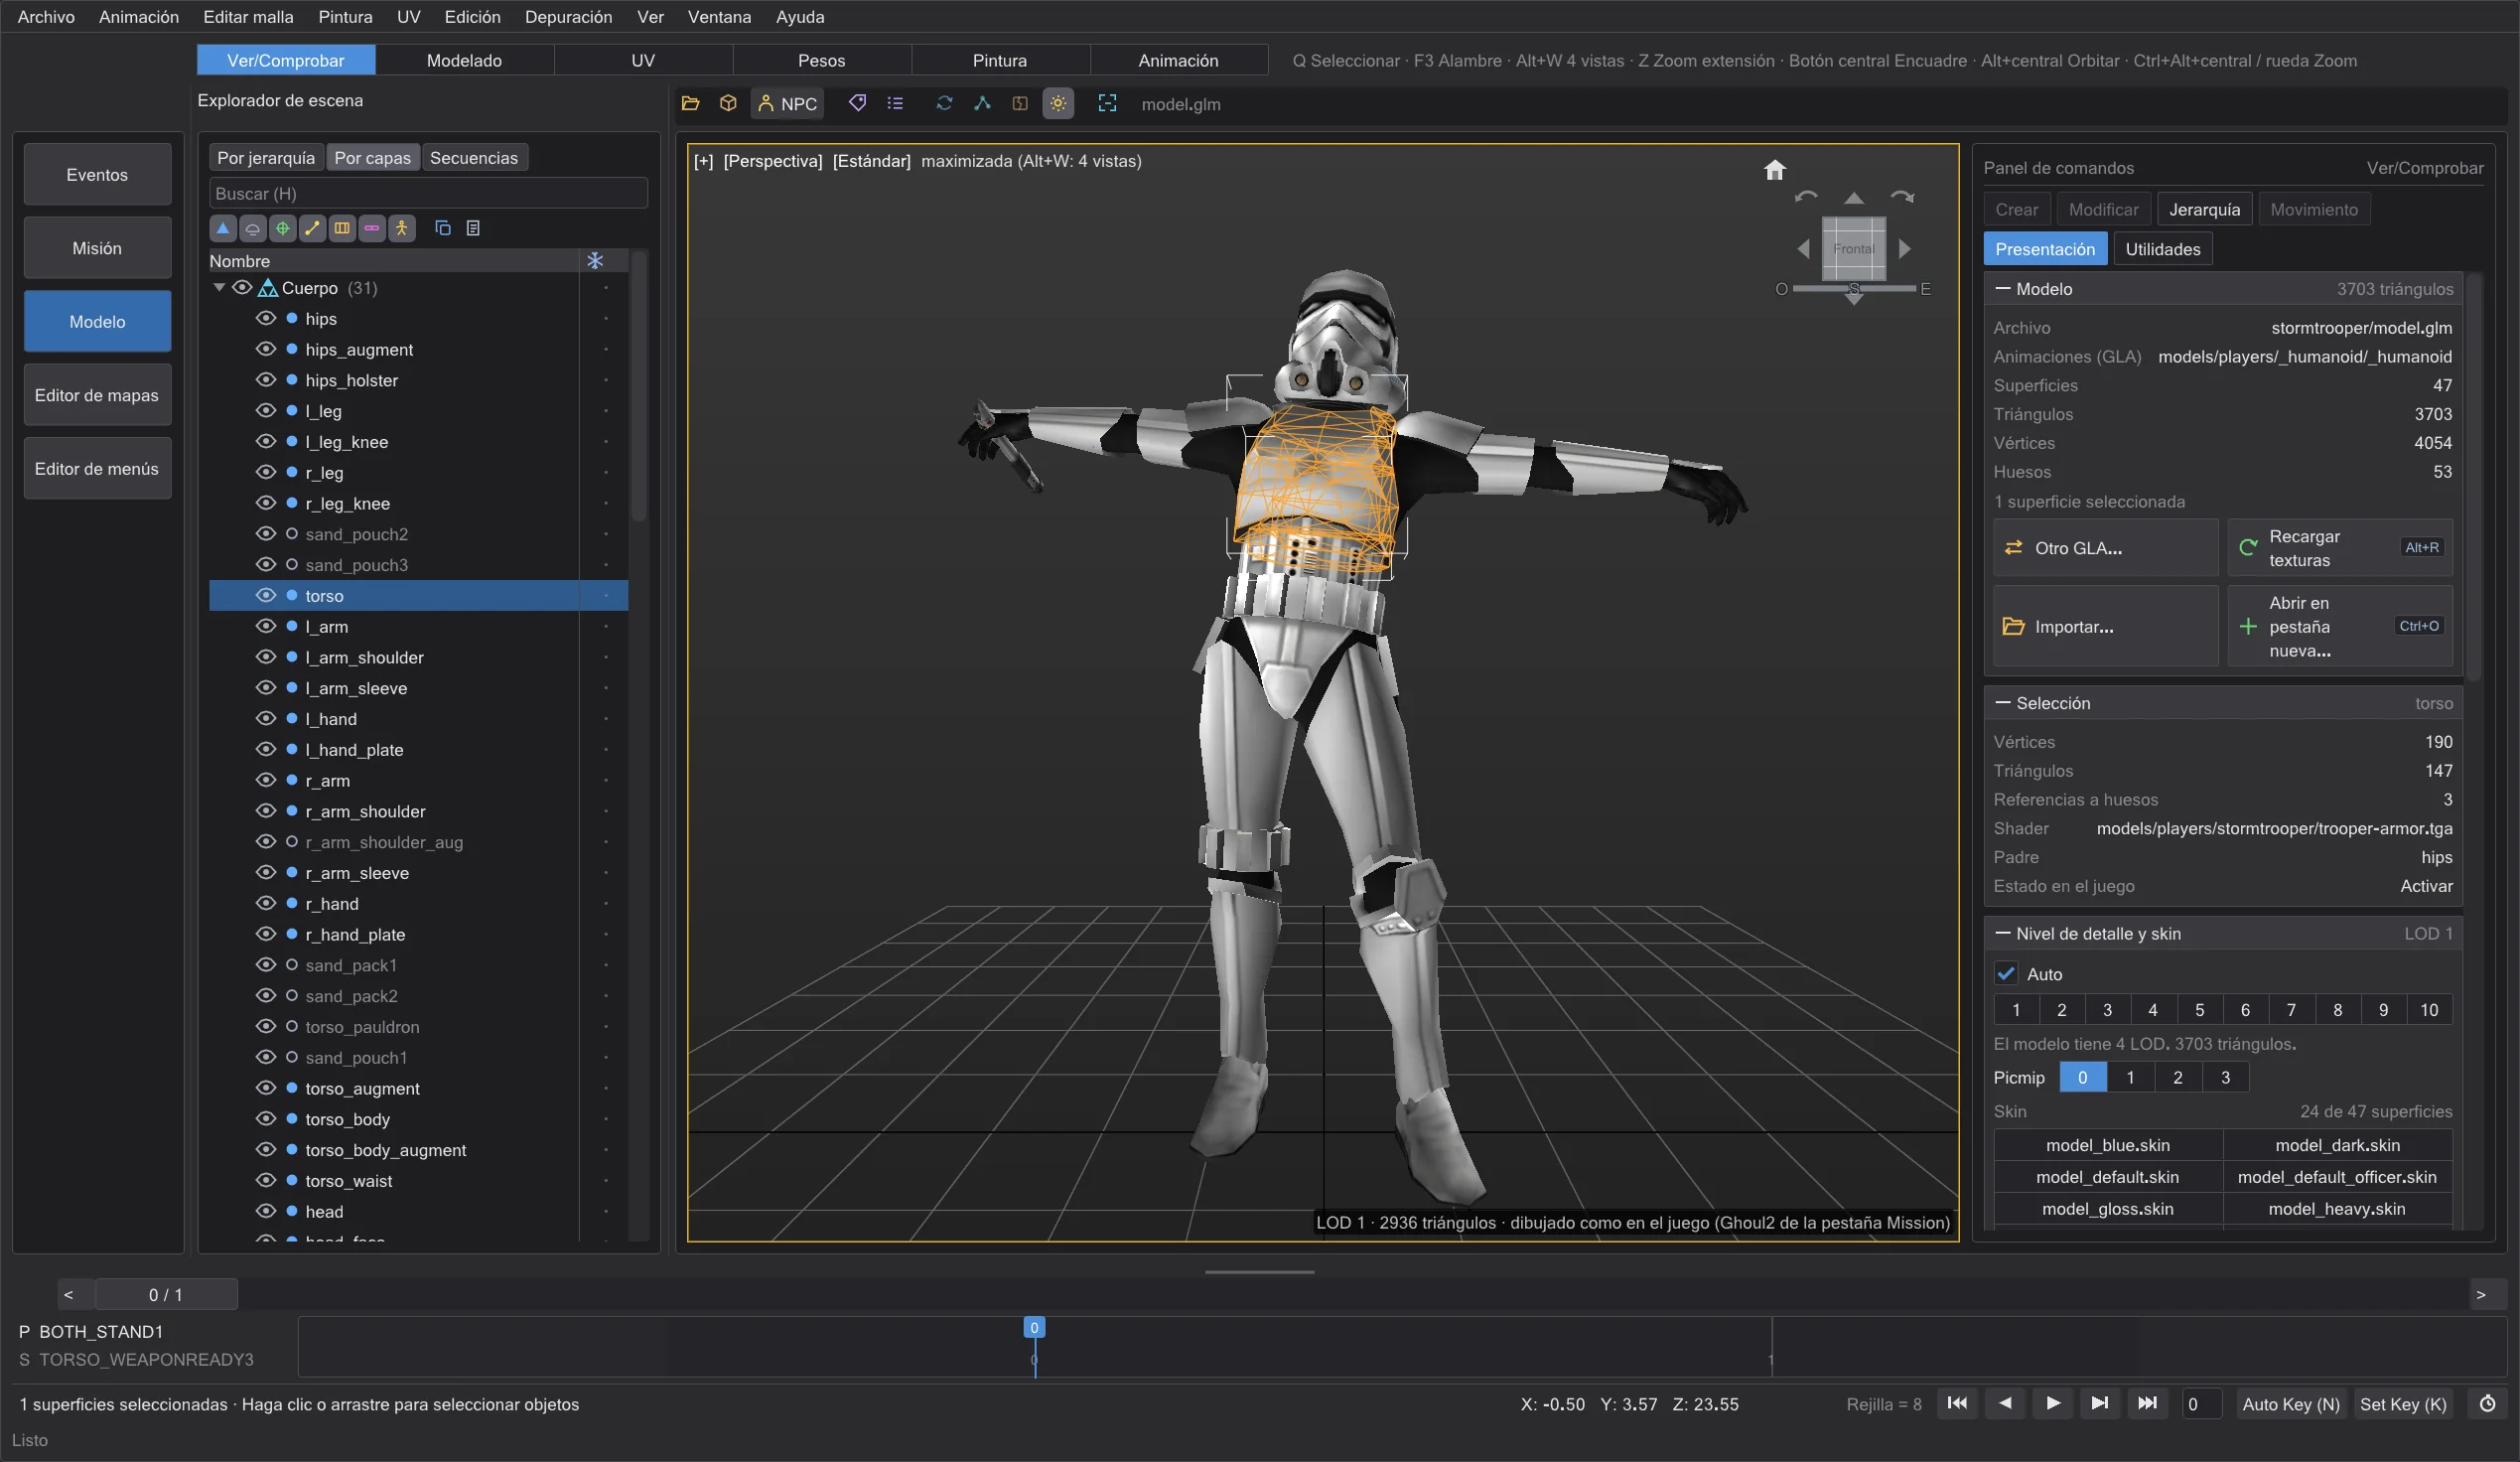 Archivo Animación Editar malla Pintura UV Edición Depuración Ver Ventana Ayuda
Ver/Comprobar Modelado UV Pesos Pintura Animación Q Seleccionar · F3 Alambre · Alt+W 4 vistas · Z Zoom extensión · Botón central Encuadre · Alt+central Orbitar · Ctrl+Alt+central / rueda Zoom
Explorador de escena
NPC model.glm
Eventos
Misión
Modelo
Editor de mapas
Editor de menús
Por jerarquía Por capas Secuencias
Buscar (H)
Nombre
Cuerpo (31)
hips
hips_augment
hips_holster
l_leg
l_leg_knee
r_leg
r_leg_knee
sand_pouch2
sand_pouch3
torso
l_arm
l_arm_shoulder
l_arm_sleeve
l_hand
l_hand_plate
r_arm
r_arm_shoulder
r_arm_shoulder_aug
r_arm_sleeve
r_hand
r_hand_plate
sand_pack1
sand_pack2
torso_pauldron
sand_pouch1
torso_augment
torso_body
torso_body_augment
torso_waist
head
[+] [Perspectiva] [Estándar] maximizada (Alt+W: 4 vistas)
Frontal
O S E
LOD 1 · 2936 triángulos · dibujado como en el juego (Ghoul2 de la pestaña Mission)
Panel de comandos Ver/Comprobar
Crear Modificar Jerarquía Movimiento
Presentación Utilidades
Modelo 3703 triángulos
Archivo stormtrooper/model.glm
Animaciones (GLA) models/players/_humanoid/_humanoid
Superficies 47
Triángulos 3703
Vértices 4054
Huesos 53
1 superficie seleccionada
Otro GLA...
Recargar texturas Alt+R
Importar...
Abrir en pestaña nueva... Ctrl+O
Selección torso
Vértices 190
Triángulos 147
Referencias a huesos 3
Shader models/players/stormtrooper/trooper-armor.tga
Padre hips
Estado en el juego Activar
Nivel de detalle y skin LOD 1
Auto
1 2 3 4 5 6 7 8 9 10
El modelo tiene 4 LOD. 3703 triángulos.
Picmip 0 1 2 3
Skin 24 de 47 superficies
model_blue.skin model_dark.skin
model_default.skin model_default_officer.skin
model_gloss.skin model_heavy.skin
< 0 / 1 >
P BOTH_STAND1
S TORSO_WEAPONREADY3
0
0 1
1 superficies seleccionadas · Haga clic o arrastre para seleccionar objetos X: -0.50 Y: 3.57 Z: 23.55 Rejilla = 8 0 Auto Key (N) Set Key (K)
Listo